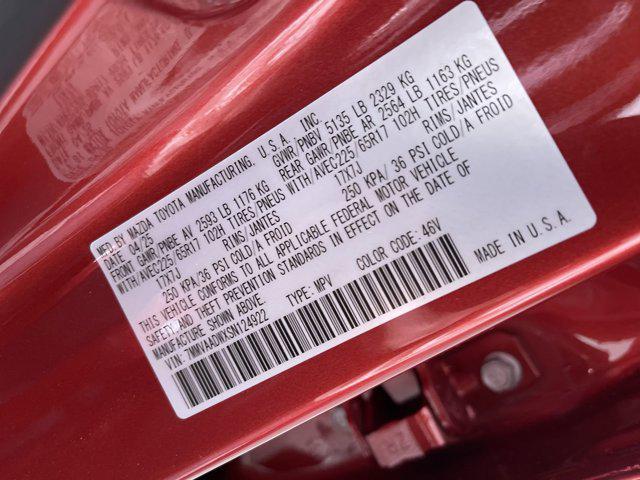 MFD BY MAZDA TOYOTA MANUFACTURING U.S.A. INC
DATE 04/25 GVWR/PNBV 5135 LB 2329 KG
FRONT GAWR/PNBE AV 2593 LB 1176 KG REAR GAWR/PNBE AR 2564 LB 1163 KG
WITH/AVEC225/65R17 102H TIRES/PNEUS WITH/AVEC225/65R17 102H TIRES/PNEUS
17X7J RIMS/JANTES 17X7J RIMS/JANTES
250 KPA/36 PSI COLD/A FROID 250 KPA/36 PSI COLD/A FROID
THIS VEHICLE CONFORMS TO ALL APPLICABLE FEDERAL MOTOR VEHICLE
SAFETY AND THEFT PREVENTION STANDARDS IN EFFECT ON THE DATE OF
MANUFACTURE SHOWN ABOVE.
VIN: TYPE: MPV COLOR CODE: 46V
MADE IN U.S.A.